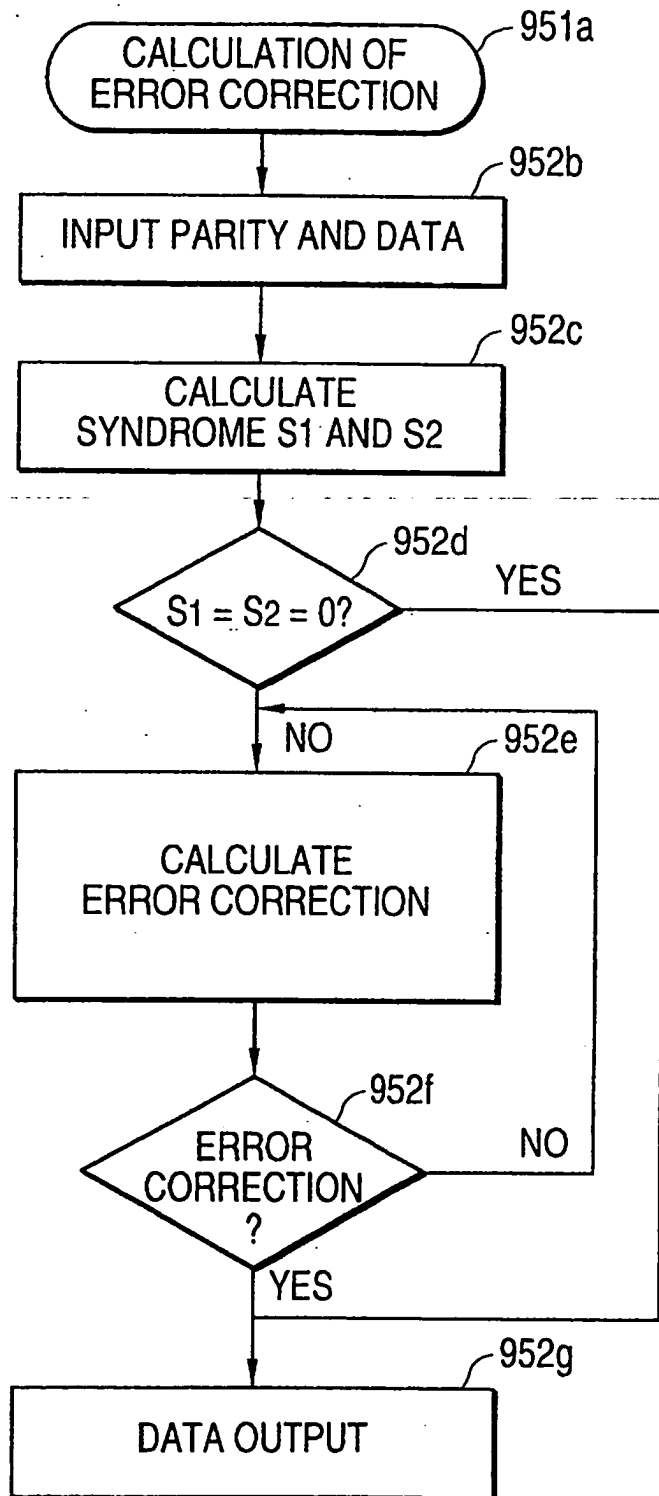 951a
CALCULATION OF
ERROR CORRECTION
952b
INPUT PARITY AND DATA
952c
CALCULATE
SYNDROME S1 AND S2
952d
YES
S1 = S2 = 0?
NO
952e
CALCULATE
ERROR CORRECTION
952f
ERROR
CORRECTION
?
NO
YES
952g
DATA OUTPUT